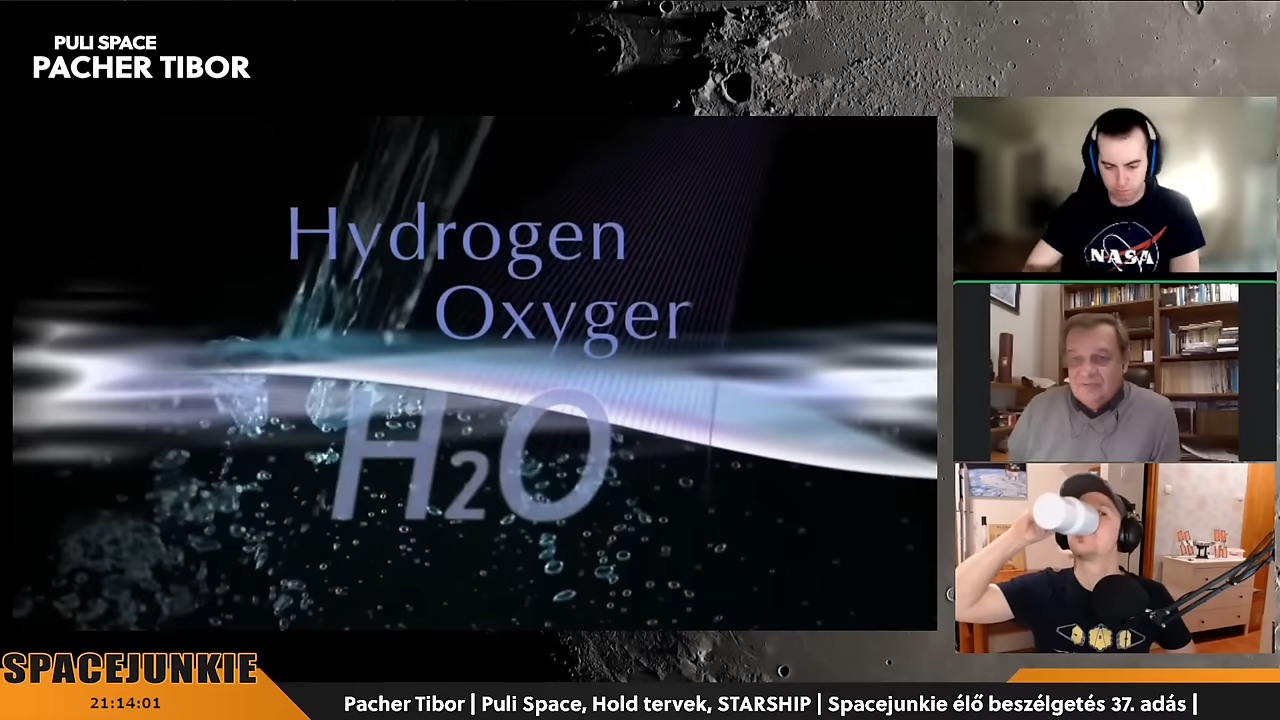 PULI SPACE
PACHER TIBOR
Hydrogen
Oxyger
H2O
NASA
SPACEJUNKIE
21:14:01
Pacher Tibor | Puli Space, Hold tervek, STARSHIP | Spacejunkie élő beszélgetés 37. adás |